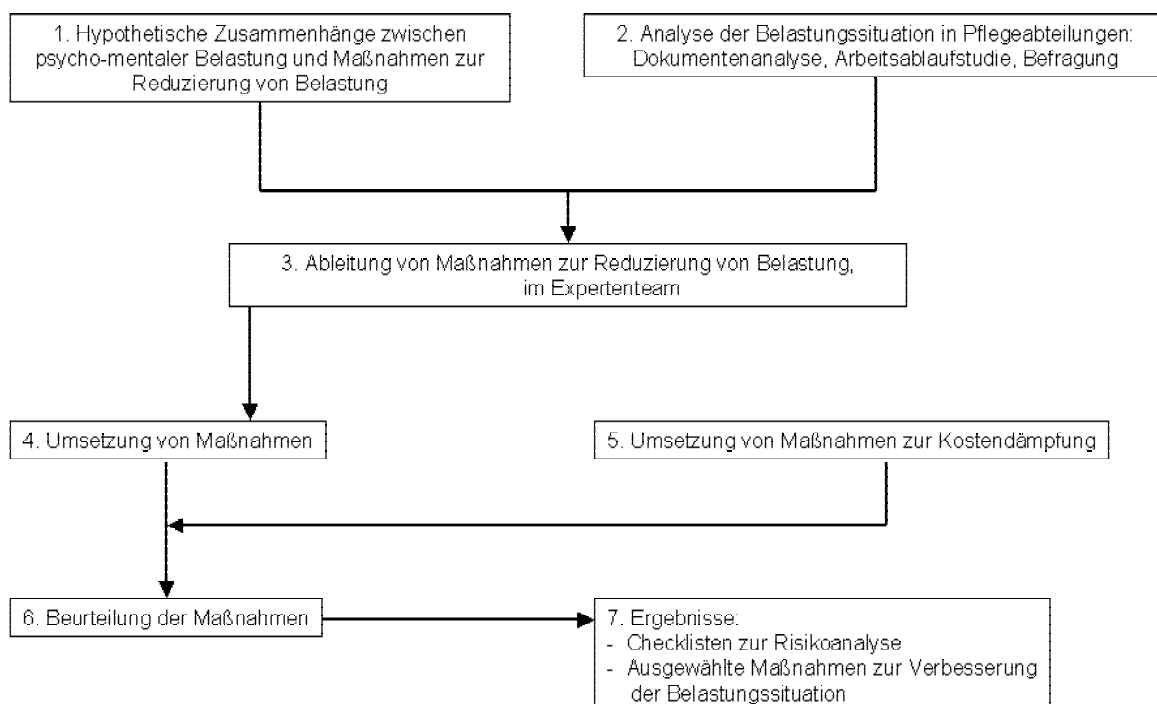 1. Hypothetische Zusammenhänge zwischen
psycho-mentaler Belastung und Maßnahmen zur
Reduzierung von Belastung
2. Analyse der Belastungssituation in Pflegeabteilungen:
Dokumentenanalyse, Arbeitsablaufstudie, Befragung
3. Ableitung von Maßnahmen zur Reduzierung von Belastung,
im Expertenteam
4. Umsetzung von Maßnahmen
5. Umsetzung von Maßnahmen zur Kostendämpfung
6. Beurteilung der Maßnahmen
7. Ergebnisse:
- Checklisten zur Risikoanalyse
- Ausgewählte Maßnahmen zur Verbesserung
der Belastungssituation